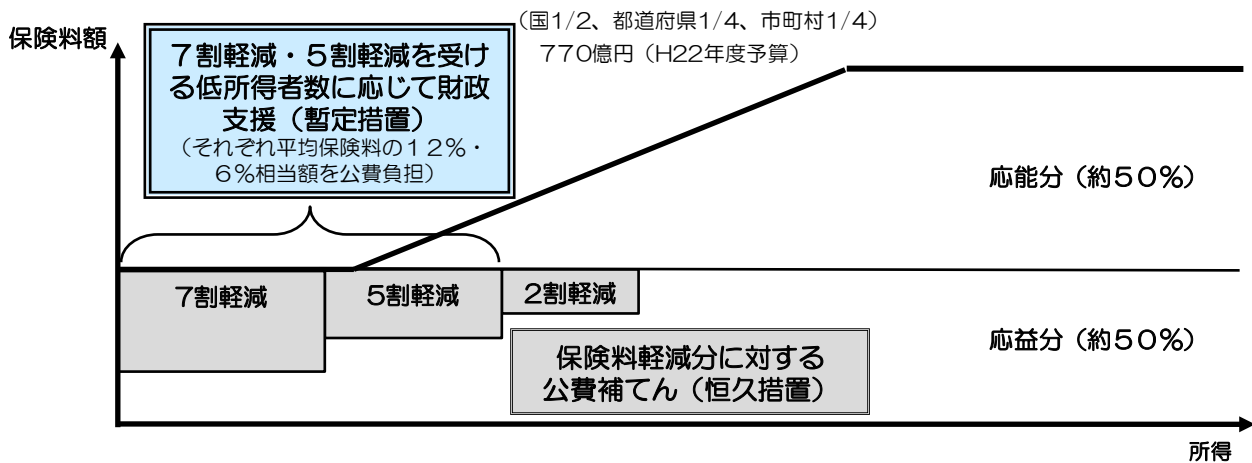 （国1/2、都道府県1/4、市町村1/4）
７７０億円（H22年度予算）
保険料額
７割軽減・５割軽減を受け
る低所得者数に応じて財政
支援（暫定措置）
（それぞれ平均保険料の１２％・
６％相当額を公費負担）
応能分（約５０％）
7割軽減
5割軽減
2割軽減
保険料軽減分に対する
公費補てん（恒久措置）
応益分（約５０％）
所得